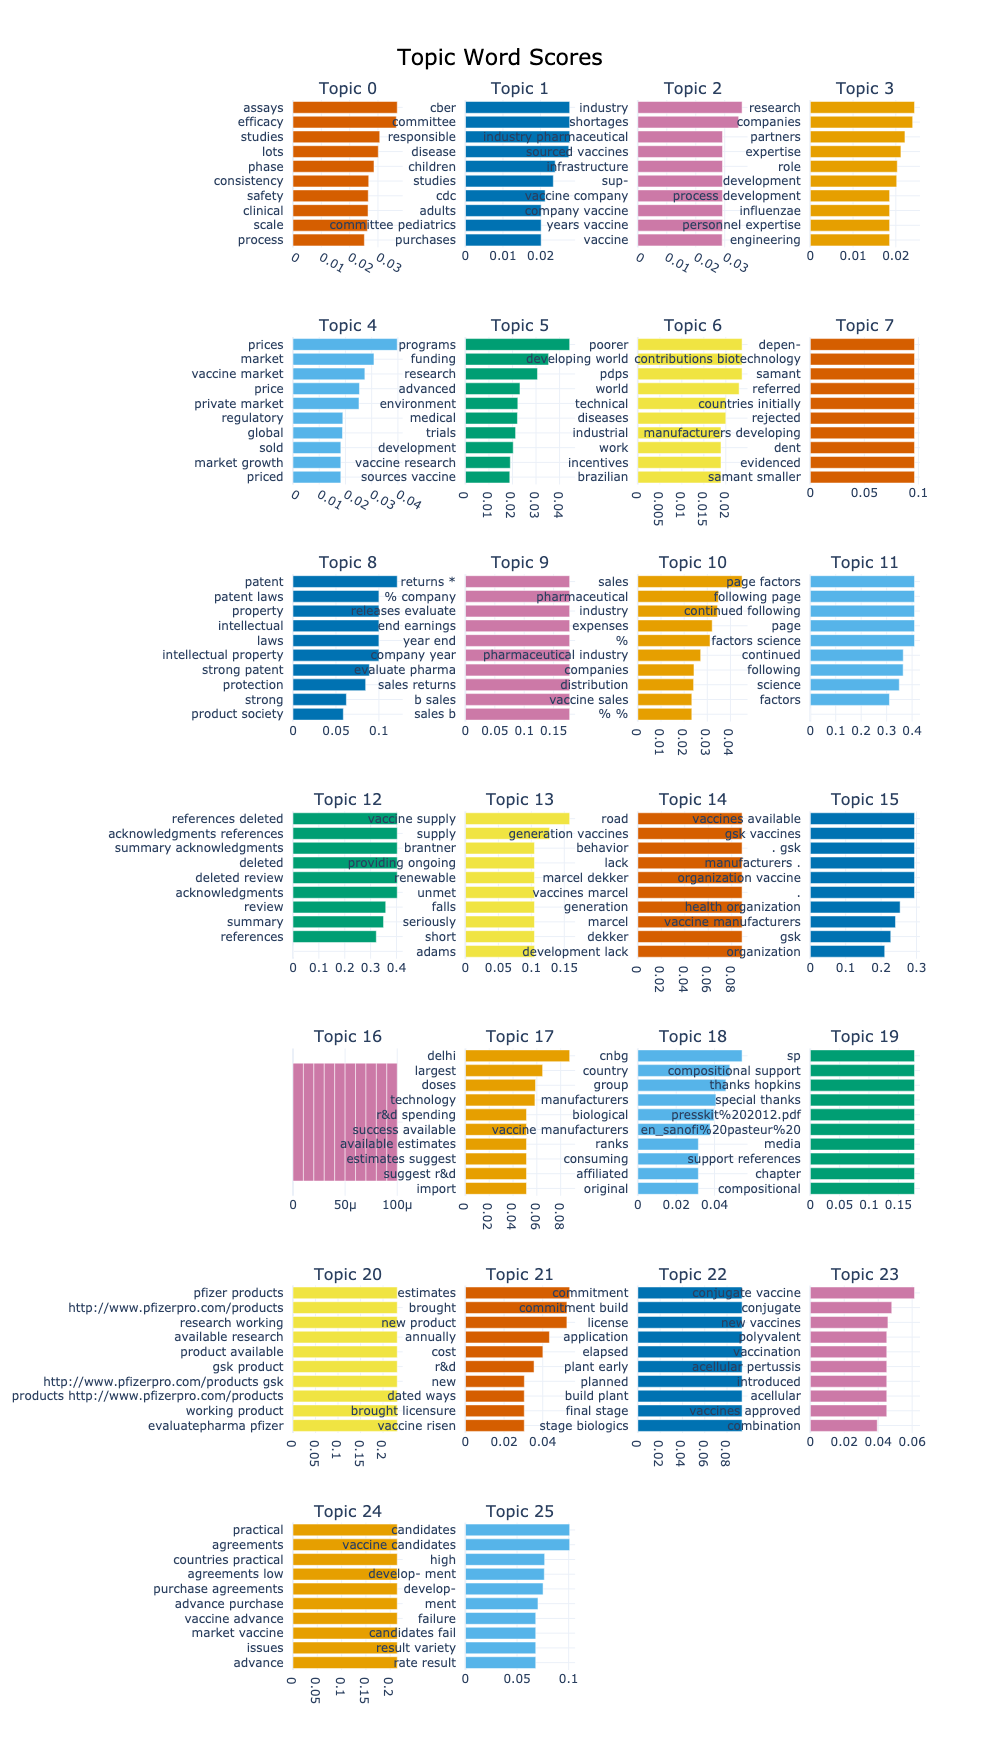 Topic Word Scores
Topic 0
assays
efficacy
studies
lots
phase
consistency
safety
clinical
scale
process
0 0.01 0.02 0.03
Topic 1
cber
committee
responsible
disease
children
studies
cdc
adults
committee pediatrics
purchases
0 0.01 0.02
Topic 2
industry
shortages
industry pharmaceutical
sourced vaccines
infrastructure
sup-
vaccine company
company vaccine
years vaccine
vaccine
0 0.01 0.02 0.03
Topic 3
research
companies
partners
expertise
role
development
process development
influenzae
personnel expertise
engineering
0 0.01 0.02
Topic 4
prices
market
vaccine market
price
private market
regulatory
global
sold
market growth
priced
0 0.01 0.02 0.03 0.04
Topic 5
programs
funding
research
advanced
environment
medical
trials
development
vaccine research
sources vaccine
0 0.01 0.02 0.03 0.04
Topic 6
poorer
developing world
pdps
world
technical
diseases
industrial
work
incentives
brazilian
0 0.005 0.01 0.015 0.02
Topic 7
depen-
contributions biotechnology
samant
referred
countries initially
rejected
manufacturers developing
dent
evidenced
samant smaller
0 0.05 0.1
Topic 8
patent
patent laws
property
intellectual
laws
intellectual property
strong patent
protection
strong
product society
0 0.05 0.1
Topic 9
returns *
% company
releases evaluate
end earnings
year end
company year
evaluate pharma
sales returns
b sales
sales b
0 0.05 0.1 0.15
Topic 10
sales
pharmaceutical
industry
expenses
%
pharmaceutical industry
companies
distribution
vaccine sales
% %
0 0.01 0.02 0.03 0.04
Topic 11
page factors
following page
continued following
page
factors science
continued
following
science
factors
0 0.1 0.2 0.3 0.4
Topic 12
references deleted
acknowledgments references
summary acknowledgments
deleted
deleted review
acknowledgments
review
summary
references
0 0.1 0.2 0.3 0.4
Topic 13
vaccine supply
supply
brantner
providing ongoing
renewable
unmet
falls
seriously
short
adams
0 0.05 0.1 0.15
Topic 14
road
generation vaccines
behavior
lack
marcel dekker
vaccines marcel
generation
marcel
dekker
development lack
0 0.02 0.04 0.06 0.08
Topic 15
vaccines available
gsk vaccines
. gsk
manufacturers .
organization vaccine
.
health organization
vaccine manufacturers
gsk
organization
0 0.1 0.2 0.3
Topic 16
0 50μ 100μ
Topic 17
delhi
largest
doses
technology
r&d spending
success available
available estimates
estimates suggest
suggest r&d
import
0 0.02 0.04 0.06 0.08
Topic 18
cnbg
country
group
manufacturers
biological
vaccine manufacturers
ranks
consuming
affiliated
original
0 0.02 0.04
Topic 19
sp
compositional support
thanks hopkins
special thanks
presskit%202012.pdf
en_sanofi%20pasteur%20
media
support references
chapter
compositional
0 0.05 0.1 0.15
Topic 20
pfizer products
http://www.pfizerpro.com/products
research working
available research
product available
gsk product
http://www.pfizerpro.com/products gsk
products http://www.pfizerpro.com/products
working product
evaluatepharma pfizer
0 0.05 0.1 0.15 0.2
Topic 21
estimates
brought
new product
annually
cost
r&d
new
dated ways
brought licensure
vaccine risen
0 0.02 0.04
Topic 22
commitment
commitment build
license
application
elapsed
plant early
planned
build plant
final stage
stage biologics
0 0.02 0.04 0.06 0.08
Topic 23
conjugate vaccine
conjugate
new vaccines
polyvalent
vaccination
acellular pertussis
introduced
acellular
vaccines approved
combination
0 0.02 0.04 0.06
Topic 24
practical
agreements
countries practical
agreements low
purchase agreements
advance purchase
vaccine advance
market vaccine
issues
advance
0 0.05 0.1 0.15 0.2
Topic 25
candidates
vaccine candidates
high
develop- ment
develop-
ment
failure
candidates fail
result variety
rate result
0 0.05 0.1